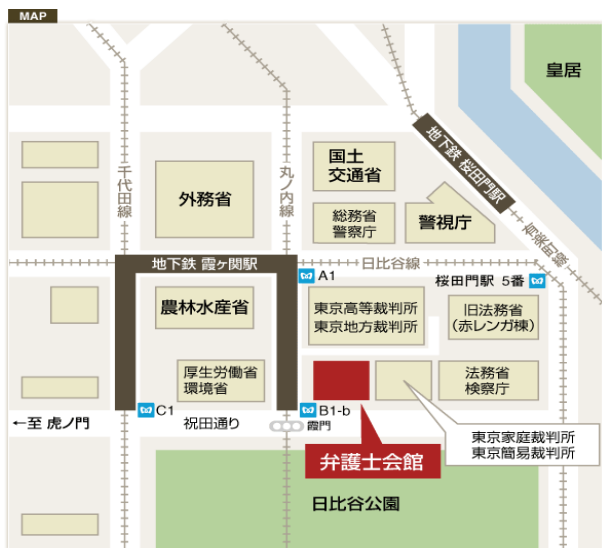 MAP
皇居
地下鉄 桜田門駅
国土
交通省
千代田線
外務省
丸ノ内線
総務省
警察庁
警視庁
有楽町線
地下鉄 霞ヶ関駅
日比谷線
A1
桜田門駅 5番
農林水産省
東京高等裁判所
東京地方裁判所
旧法務省
(赤レンガ棟)
厚生労働省
環境省
法務省
検察庁
C1
B1-b
←至 虎ノ門
祝田通り
霞門
東京家庭裁判所
東京簡易裁判所
弁護士会館
日比谷公園